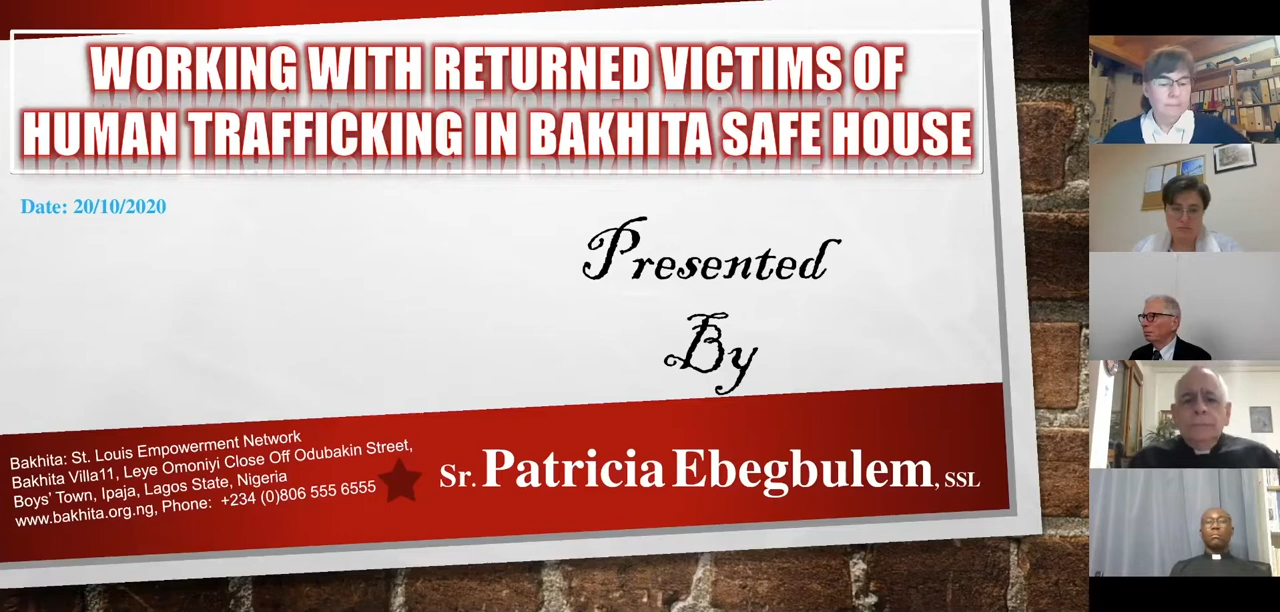 WORKING WITH RETURNED VICTIMS OF
HUMAN TRAFFICKING IN BAKHITA SAFE HOUSE
Date: 20/10/2020
Presented
By
Bakhita: St. Louis Empowerment Network
Bakhita Villa11, Leye Omoniyi Close Off Odubakin Street,
Boys' Town, Ipaja, Lagos State, Nigeria
www.bakhita.org.ng, Phone: +234 (0)806 555 6555
Sr. Patricia Ebegbulem, SSL